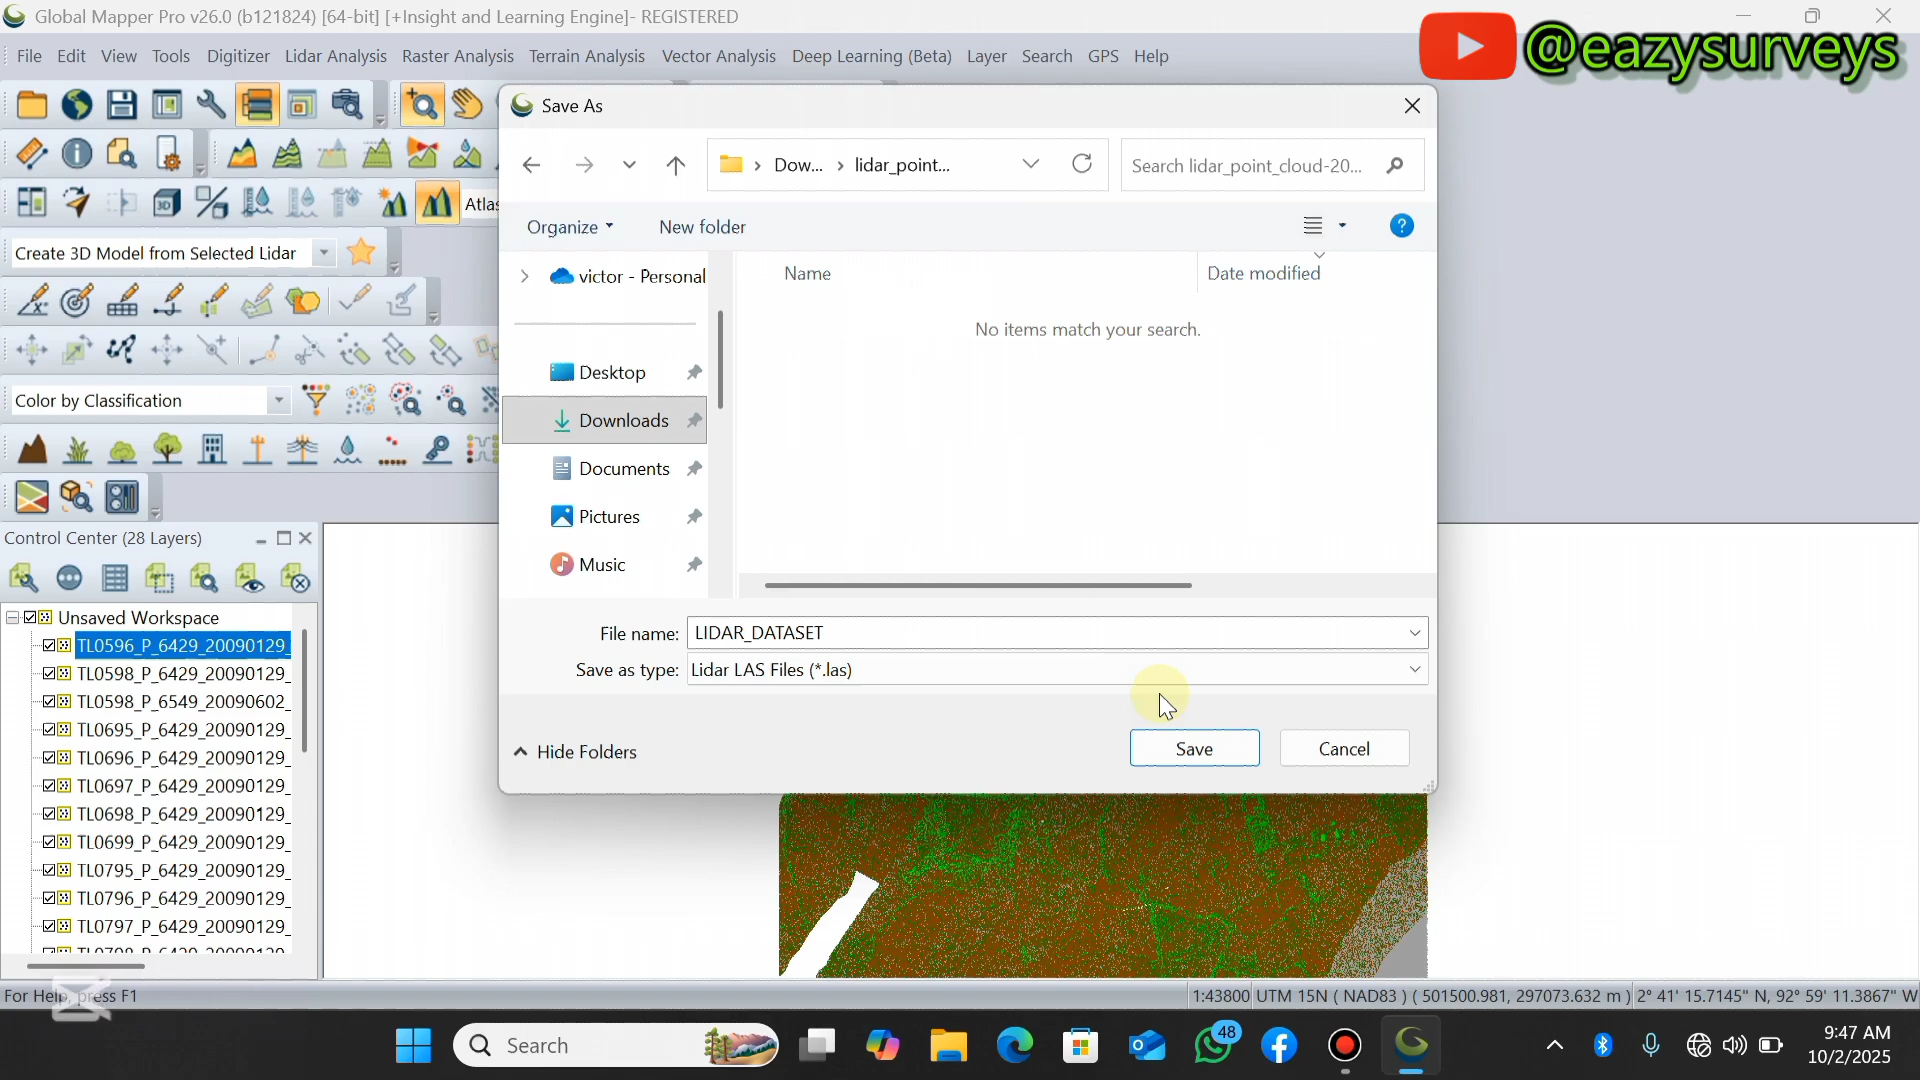 Global Mapper Pro v26.0 (b121824) [64-bit] [+Insight and Learning Engine]- REGISTERED
@eazysurveys
File Edit View Tools Digitizer Lidar Analysis Raster Analysis Terrain Analysis Vector Analysis Deep Learning (Beta) Layer Search GPS Help
Save As
Dow... > lidar_point...
Search lidar_point_cloud-20...
Atlas
Organize
New folder
Create 3D Model from Selected Lidar
victor - Personal
Name
Date modified
No items match your search.
Desktop
Color by Classification
Downloads
Documents
Pictures
Music
Control Center (28 Layers)
Unsaved Workspace
TL0596_P_6429_20090129_
TL0598_P_6429_20090129_
TL0598_P_6549_20090602_
TL0695_P_6429_20090129_
TL0696_P_6429_20090129_
TL0697_P_6429_20090129_
TL0698_P_6429_20090129_
TL0699_P_6429_20090129_
TL0795_P_6429_20090129_
TL0796_P_6429_20090129_
TL0797_P_6429_20090129_
File name: LIDAR_DATASET
Save as type: Lidar LAS Files (*.las)
Hide Folders
Save
Cancel
For Help, press F1
1:43800 UTM 15N ( NAD83 ) ( 501500.981, 297073.632 m ) 2° 41' 15.7145" N, 92° 59' 11.3867" W
Search
48
9:47 AM
10/2/2025